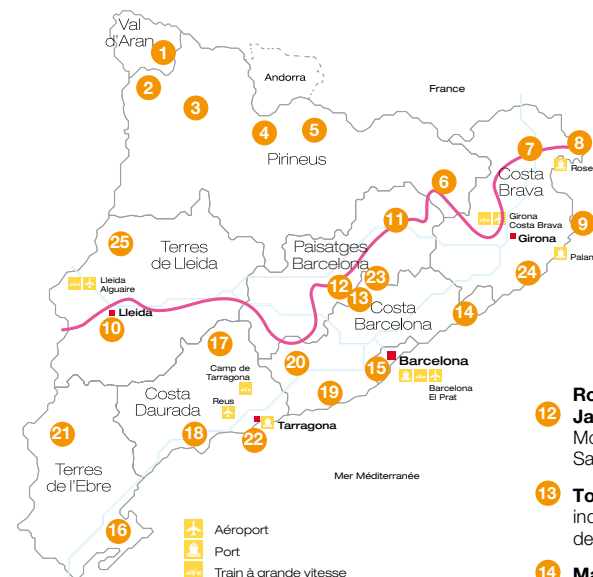 Val
d'Aran
1
2
3
Andorra
France
4
5
Pirineus
6
7
8
Costa
Brava
Rose
9
Girona
Costa Brava
Girona
Palan
24
11
25
Terres
de Lleida
Paisatges
Barcelona
23
12
13
Costa
Barcelona
14
Lleida
Alguaire
Lleida
10
17
20
15
Barcelona
Barcelona
El Prat
Camp de
Tarragona
Costa
Daurada
Reus
19
21
18
22
Tarragona
Terres
de l'Ebre
16
Mer Méditerranée
Aéroport
Port
Train à grande vitesse
12
Ro
Ja
Mo
Sa
13
To
ind
de
14
Ma